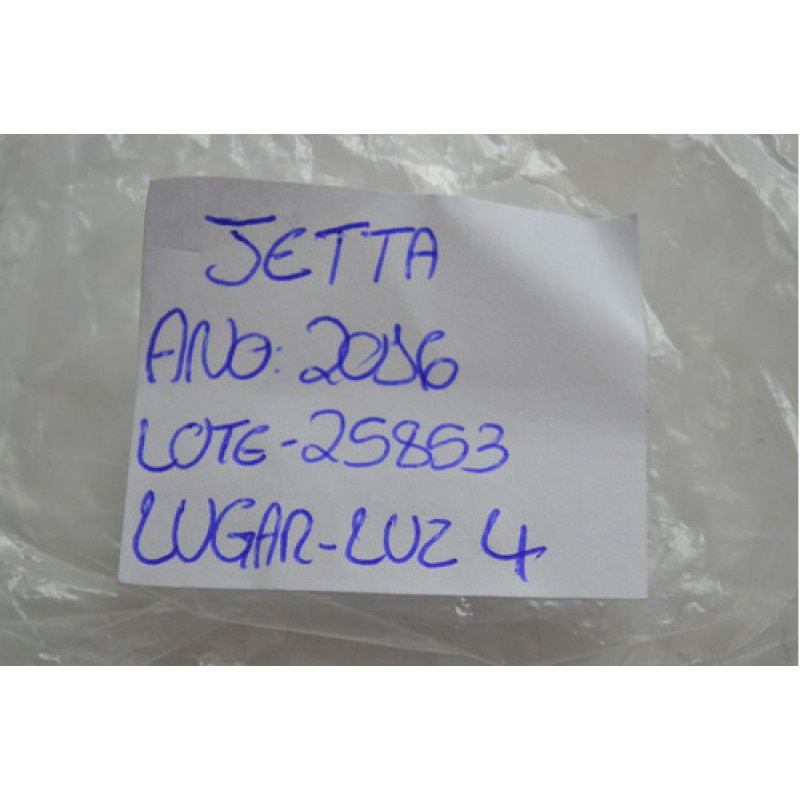 JETTA
ANO: 2016
LOTE-25853
LUGAR-LUZ 4